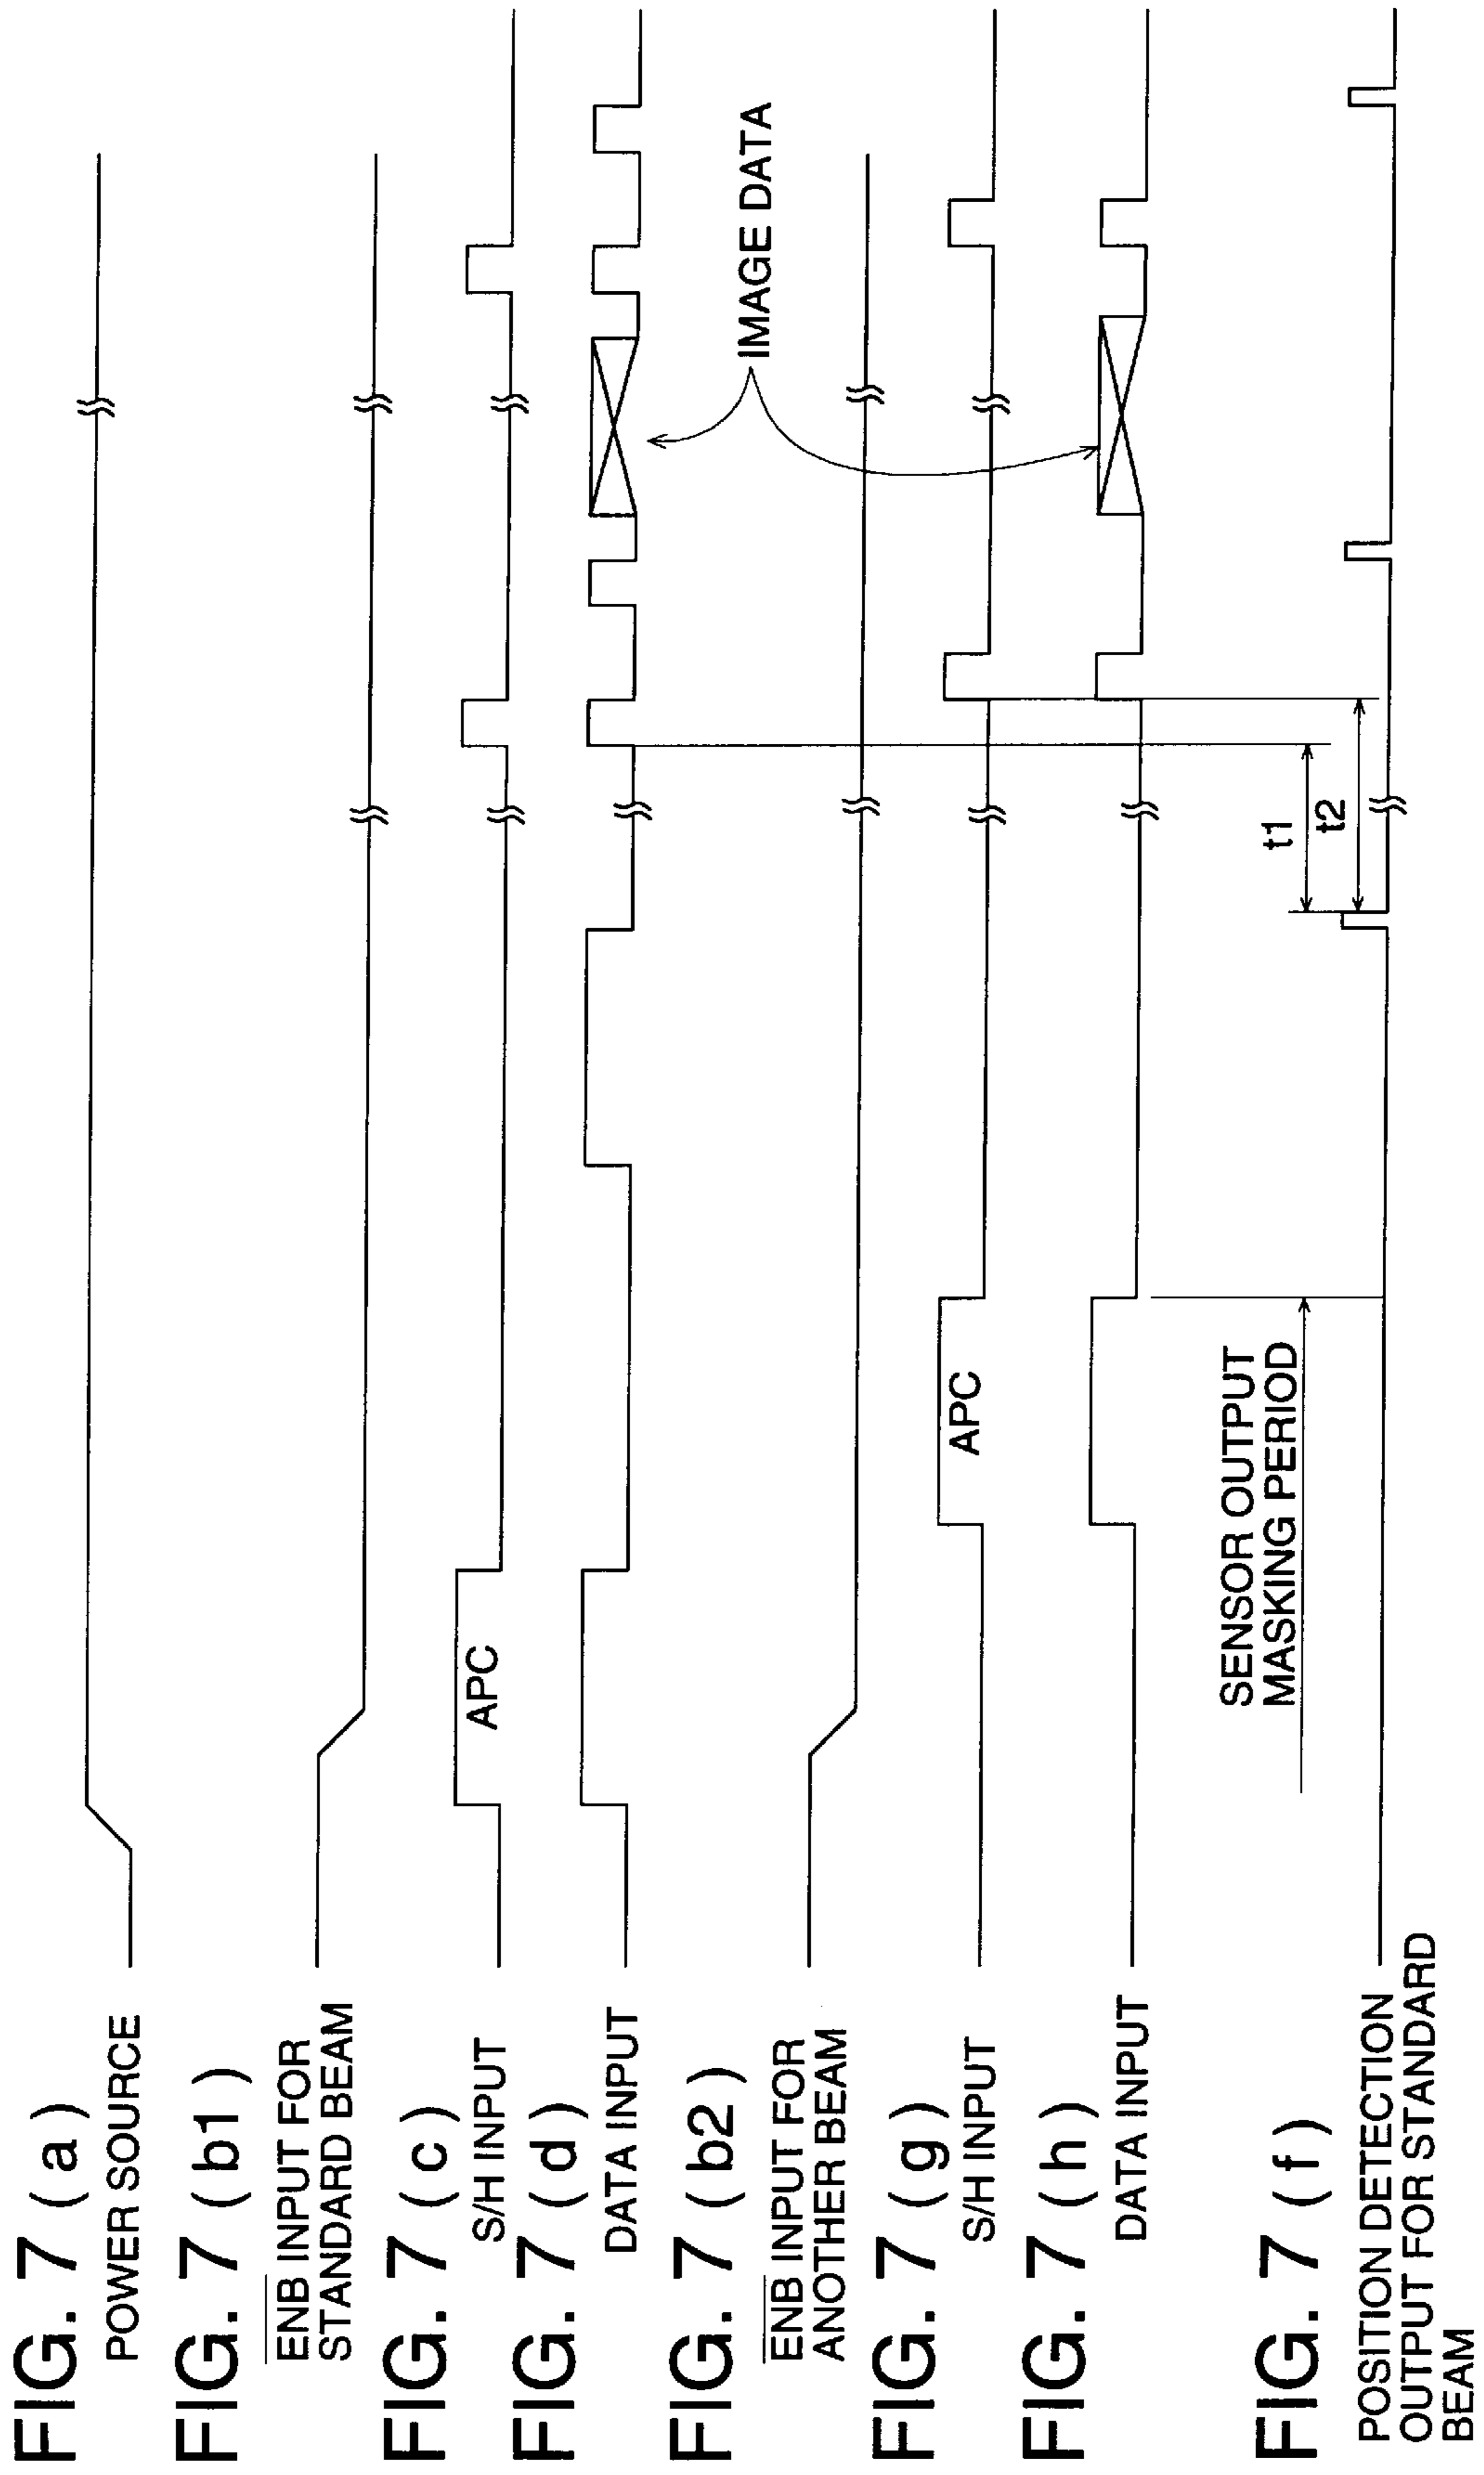 FIG. 7 ( a )
POWER SOURCE
FIG. 7 ( b1 )
ENB INPUT FOR
STANDARD BEAM
FIG. 7 ( c )
S/H INPUT
APC
FIG. 7 ( d )
DATA INPUT
IMAGE DATA
FIG. 7 ( b2 )
ENB INPUT FOR
ANOTHER BEAM
FIG. 7 ( g )
S/H INPUT
APC
FIG. 7 ( h )
DATA INPUT
SENSOR OUTPUT
MASKING PERIOD
t1
t2
FIG. 7 ( f )
POSITION DETECTION
OUTPUT FOR STANDARD
BEAM